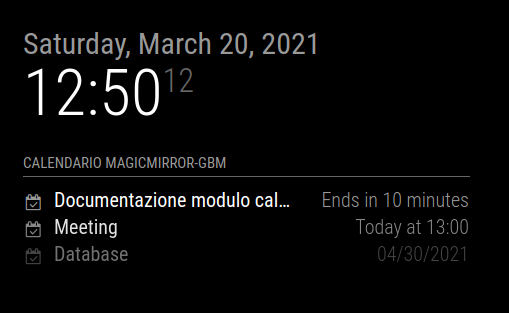 Saturday, March 20, 2021
12:50 12
CALENDARIO MAGICMIRROR-GBM
Documentazione modulo cal… Ends in 10 minutes
Meeting Today at 13:00
Database 04/30/2021